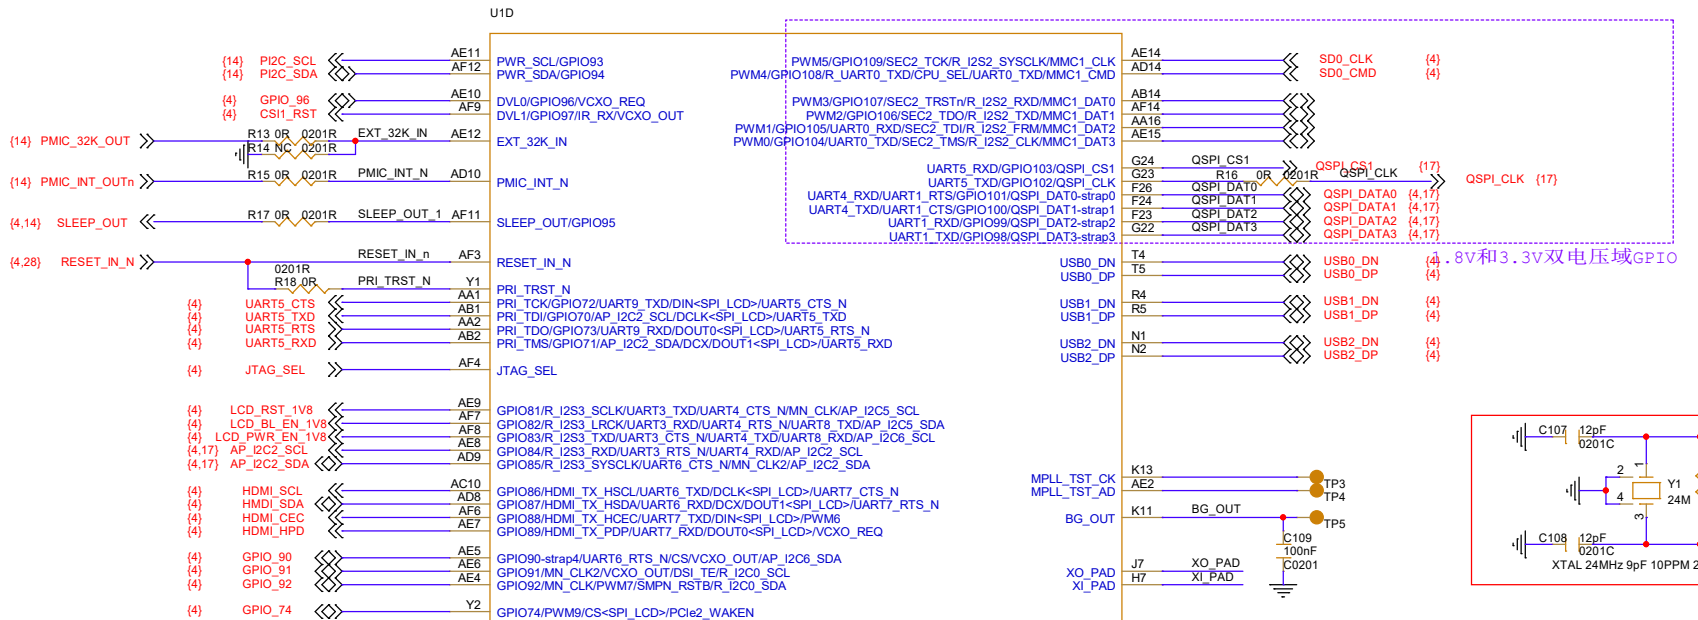 U1D
{14} PI2C_SCL AE11 PWR_SCL/GPIO93
{14} PI2C_SDA AF12 PWR_SDA/GPIO94
{4} GPIO_96 AE10 DVL0/GPIO96/VCXO_REQ
{4} CSI1_RST AF9 DVL1/GPIO97/IR_RX/VCXO_OUT
{14} PMIC_32K_OUT R13 0R 0201R EXT_32K_IN AE12 EXT_32K_IN
R14 NC 0201R
{14} PMIC_INT_OUTn R15 0R 0201R PMIC_INT_N AD10 PMIC_INT_N
{4,14} SLEEP_OUT R17 0R 0201R SLEEP_OUT_1 AF11 SLEEP_OUT/GPIO95
{4,28} RESET_IN_N RESET_IN_n AF3 RESET_IN_N
0201R
R18 0R PRI_TRST_N Y1 PRI_TRST_N
{4} UART5_CTS AA1 PRI_TCK/GPIO72/UART9_TXD/DIN<SPI_LCD>/UART5_CTS_N
{4} UART5_TXD AB1 PRI_TDI/GPIO70/AP_I2C2_SCL/DCLK<SPI_LCD>/UART5_TXD
{4} UART5_RTS AA2 PRI_TDO/GPIO73/UART9_RXD/DOUT0<SPI_LCD>/UART5_RTS_N
{4} UART5_RXD AB2 PRI_TMS/GPIO71/AP_I2C2_SDA/DCX/DOUT1<SPI_LCD>/UART5_RXD
{4} JTAG_SEL AF4 JTAG_SEL
{4} LCD_RST_1V8 AE9 GPIO81/R_I2S3_SCLK/UART3_TXD/UART4_CTS_N/MN_CLK/AP_I2C5_SCL
{4} LCD_BL_EN_1V8 AF7 GPIO82/R_I2S3_LRCK/UART3_RXD/UART4_RTS_N/UART8_TXD/AP_I2C5_SDA
{4} LCD_PWR_EN_1V8 AF8 GPIO83/R_I2S3_TXD/UART3_CTS_N/UART4_TXD/UART8_RXD/AP_I2C6_SCL
{4,17} AP_I2C2_SCL AE8 GPIO84/R_I2S3_RXD/UART3_RTS_N/UART4_RXD/AP_I2C2_SCL
{4,17} AP_I2C2_SDA AD9 GPIO85/R_I2S3_SYSCLK/UART6_CTS_N/MN_CLK2/AP_I2C2_SDA
{4} HDMI_SCL AC10 GPIO86/HDMI_TX_HSCL/UART6_TXD/DCLK<SPI_LCD>/UART7_CTS_N
{4} HMDI_SDA AD8 GPIO87/HDMI_TX_HSDA/UART6_RXD/DCX/DOUT1<SPI_LCD>/UART7_RTS_N
{4} HDMI_CEC AF6 GPIO88/HDMI_TX_HCEC/UART7_TXD/DIN<SPI_LCD>/PWM6
{4} HDMI_HPD AE7 GPIO89/HDMI_TX_PDP/UART7_RXD/DOUT0<SPI_LCD>/VCXO_REQ
{4} GPIO_90 AE5 GPIO90-strap4/UART6_RTS_N/CS/VCXO_OUT/AP_I2C6_SDA
{4} GPIO_91 AE6 GPIO91/MN_CLK2/VCXO_OUT/DSI_TE/R_I2C0_SCL
{4} GPIO_92 AE4 GPIO92/MN_CLK/PWM7/SMPN_RSTB/R_I2C0_SDA
{4} GPIO_74 Y2 GPIO74/PWM9/CS<SPI_LCD>/PCIe2_WAKEN
PWM5/GPIO109/SEC2_TCK/R_I2S2_SYSCLK/MMC1_CLK AE14 SD0_CLK {4}
PWM4/GPIO108/R_UART0_TXD/CPU_SEL/UART0_TXD/MMC1_CMD AD14 SD0_CMD {4}
PWM3/GPIO107/SEC2_TRSTn/R_I2S2_RXD/MMC1_DAT0 AB14
PWM2/GPIO106/SEC2_TDO/R_I2S2_TXD/MMC1_DAT1 AF14
PWM1/GPIO105/UART0_RXD/SEC2_TDI/R_I2S2_FRM/MMC1_DAT2 AA16
PWM0/GPIO104/UART0_TXD/SEC2_TMS/R_I2S2_CLK/MMC1_DAT3 AE15
UART5_RXD/GPIO103/QSPI_CS1 G24 QSPI_CS1 QSPI_CS1 {17}
UART5_TXD/GPIO102/QSPI_CLK G23 R16 0R 0201R QSPI_CLK QSPI_CLK {17}
UART4_RXD/UART1_RTS/GPIO101/QSPI_DAT0-strap0 F26 QSPI_DAT0 QSPI_DATA0 {4,17}
UART4_TXD/UART1_CTS/GPIO100/QSPI_DAT1-strap1 F24 QSPI_DAT1 QSPI_DATA1 {4,17}
UART1_RXD/GPIO99/QSPI_DAT2-strap2 F23 QSPI_DAT2 QSPI_DATA2 {4,17}
UART1_TXD/GPIO98/QSPI_DAT3-strap3 G22 QSPI_DAT3 QSPI_DATA3 {4,17}
1.8V和3.3V双电压域GPIO
USB0_DN T4 USB0_DN {4}
USB0_DP T5 USB0_DP {4}
USB1_DN R4 USB1_DN {4}
USB1_DP R5 USB1_DP {4}
USB2_DN N1 USB2_DN {4}
USB2_DP N2 USB2_DP {4}
MPLL_TST_CK K13 TP3
MPLL_TST_AD AE2 TP4
BG_OUT K11 BG_OUT TP5
C109
100nF
C0201
XO_PAD J7 XO_PAD
XI_PAD H7 XI_PAD
C107 12pF
0201C
1
2
4
3
Y1
24M
C108 12pF
0201C
XTAL 24MHz 9pF 10PPM 2